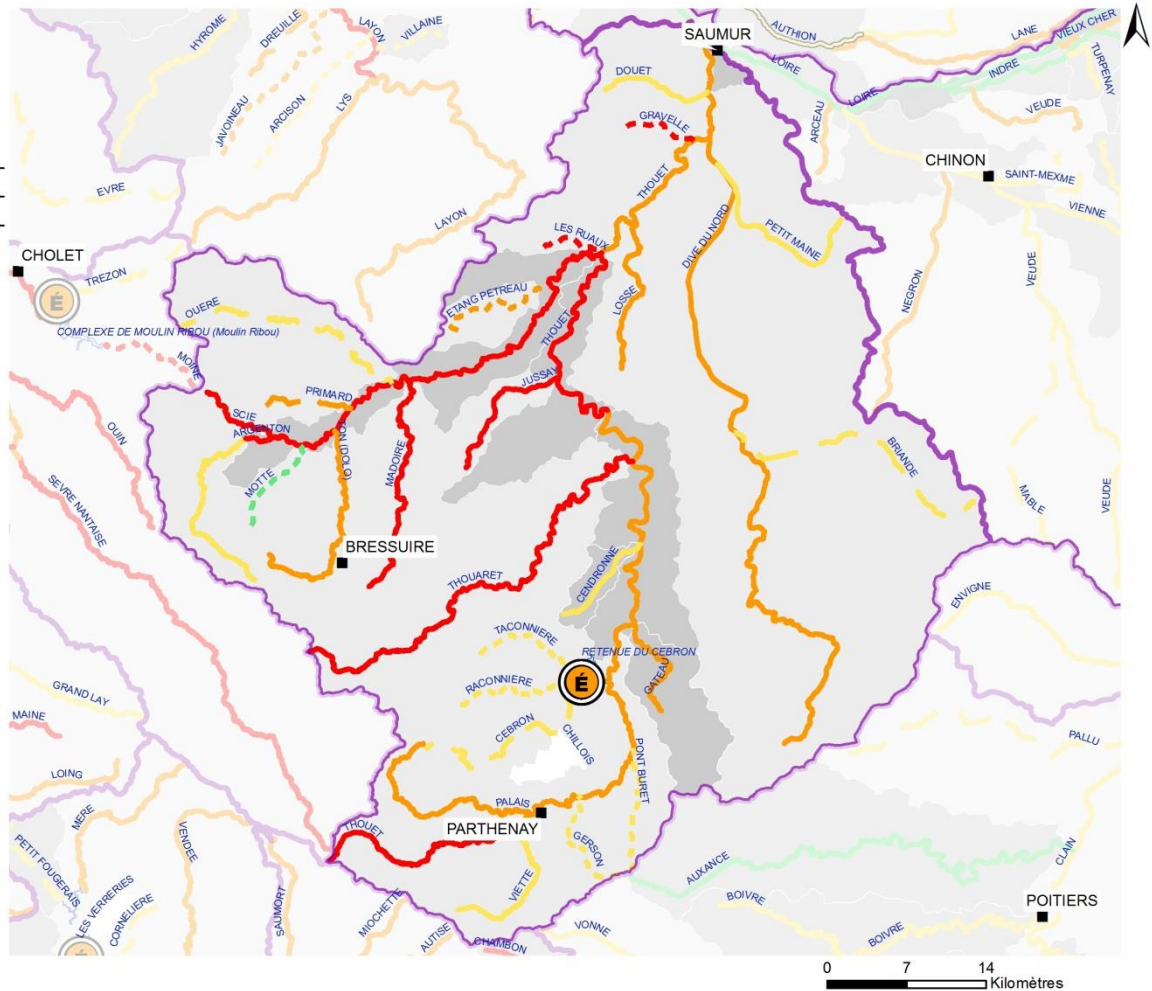 SAUMUR
AUTHION
LANE
VIEUX CHER
HYROME
DREUILLE
LAYON
VILLAINE
LOIRE
INDRE
TURPENAY
DOUET
LOIRE
VEUDE
JAVOINEAU
ARCISON
LYS
GRAVELLE
ARCEAU
CHINON
SAINT-MEXME
VIENNE
EVRE
THOUET
LAYON
PETIT MAINE
LES RUAUX
DIVE DU NORD
CHOLET
TREZON
É
NEGRON
VEUDE
OUERE
ETANG PETREAU
LOSSE
COMPLEXE DE MOULIN RIBOU (Moulin Ribou)
MOINE
THOUET
PRIMARD
JUSSAY
SCIE
ARGENTON
TON (DOLO)
OUIN
MADOIRE
BRIANDE
MOTTE
SEVRE NANTAISE
MABLE
VEUDE
BRESSUIRE
THOUARET
CENDRONNE
ENVIGNE
TACONNIERE
RETENUE DU CEBRON
É
GATEAU
RACONNIERE
GRAND LAY
MAINE
CEBRON
CHILLOIS
PALLU
PONT BURET
LOING
PALAIS
MERE
PARTHENAY
VENDEE
THOUET
GERSON
CLAIN
AUXANCE
PETIT FOUGERAIS
VIETTE
LES VERRERIES
CORNELIERE
SAUMORT
MIOCHETTE
BOIVRE
POITIERS
AUTISE
VONNE
BOIVRE
CHAMBON
É
0 7 14
Kilomètres